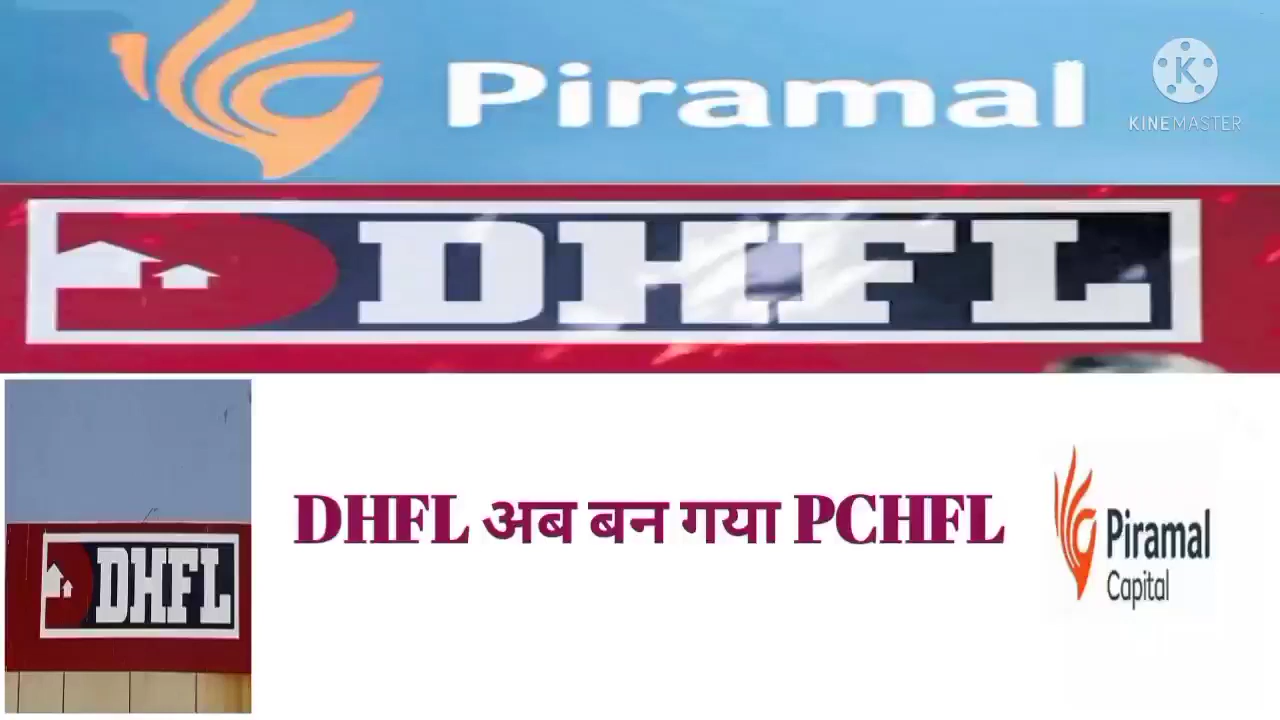 Piramal
KINEMASTER
DHFL
DHFL अब बन गया PCHFL
Piramal
Capital
DHFL